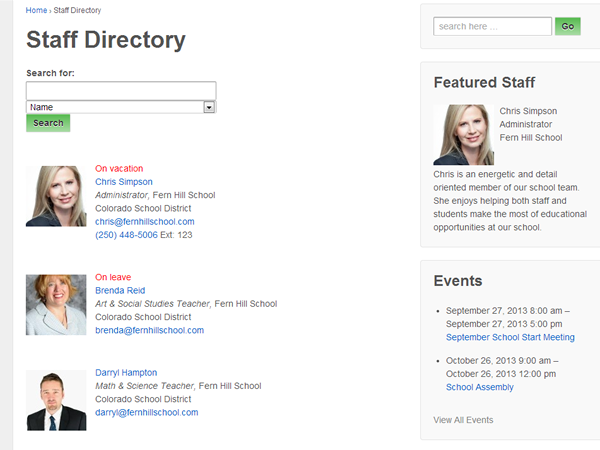 Home › Staff Directory
Staff Directory
Search for:
Name
Search
On vacation
Chris Simpson
Administrator, Fern Hill School
Colorado School District
chris@fernhillschool.com
(250) 448-5006 Ext: 123
On leave
Brenda Reid
Art & Social Studies Teacher, Fern Hill School
Colorado School District
brenda@fernhillschool.com
Darryl Hampton
Math & Science Teacher, Fern Hill School
Colorado School District
darryl@fernhillschool.com
search here …
Go
Featured Staff
Chris Simpson
Administrator
Fern Hill School
Chris is an energetic and detail
oriented member of our school team.
She enjoys helping both staff and
students make the most of educational
opportunities at our school.
Events
September 27, 2013 8:00 am –
September 27, 2013 5:00 pm
September School Start Meeting
October 26, 2013 9:00 am –
October 26, 2013 12:00 pm
School Assembly
View All Events